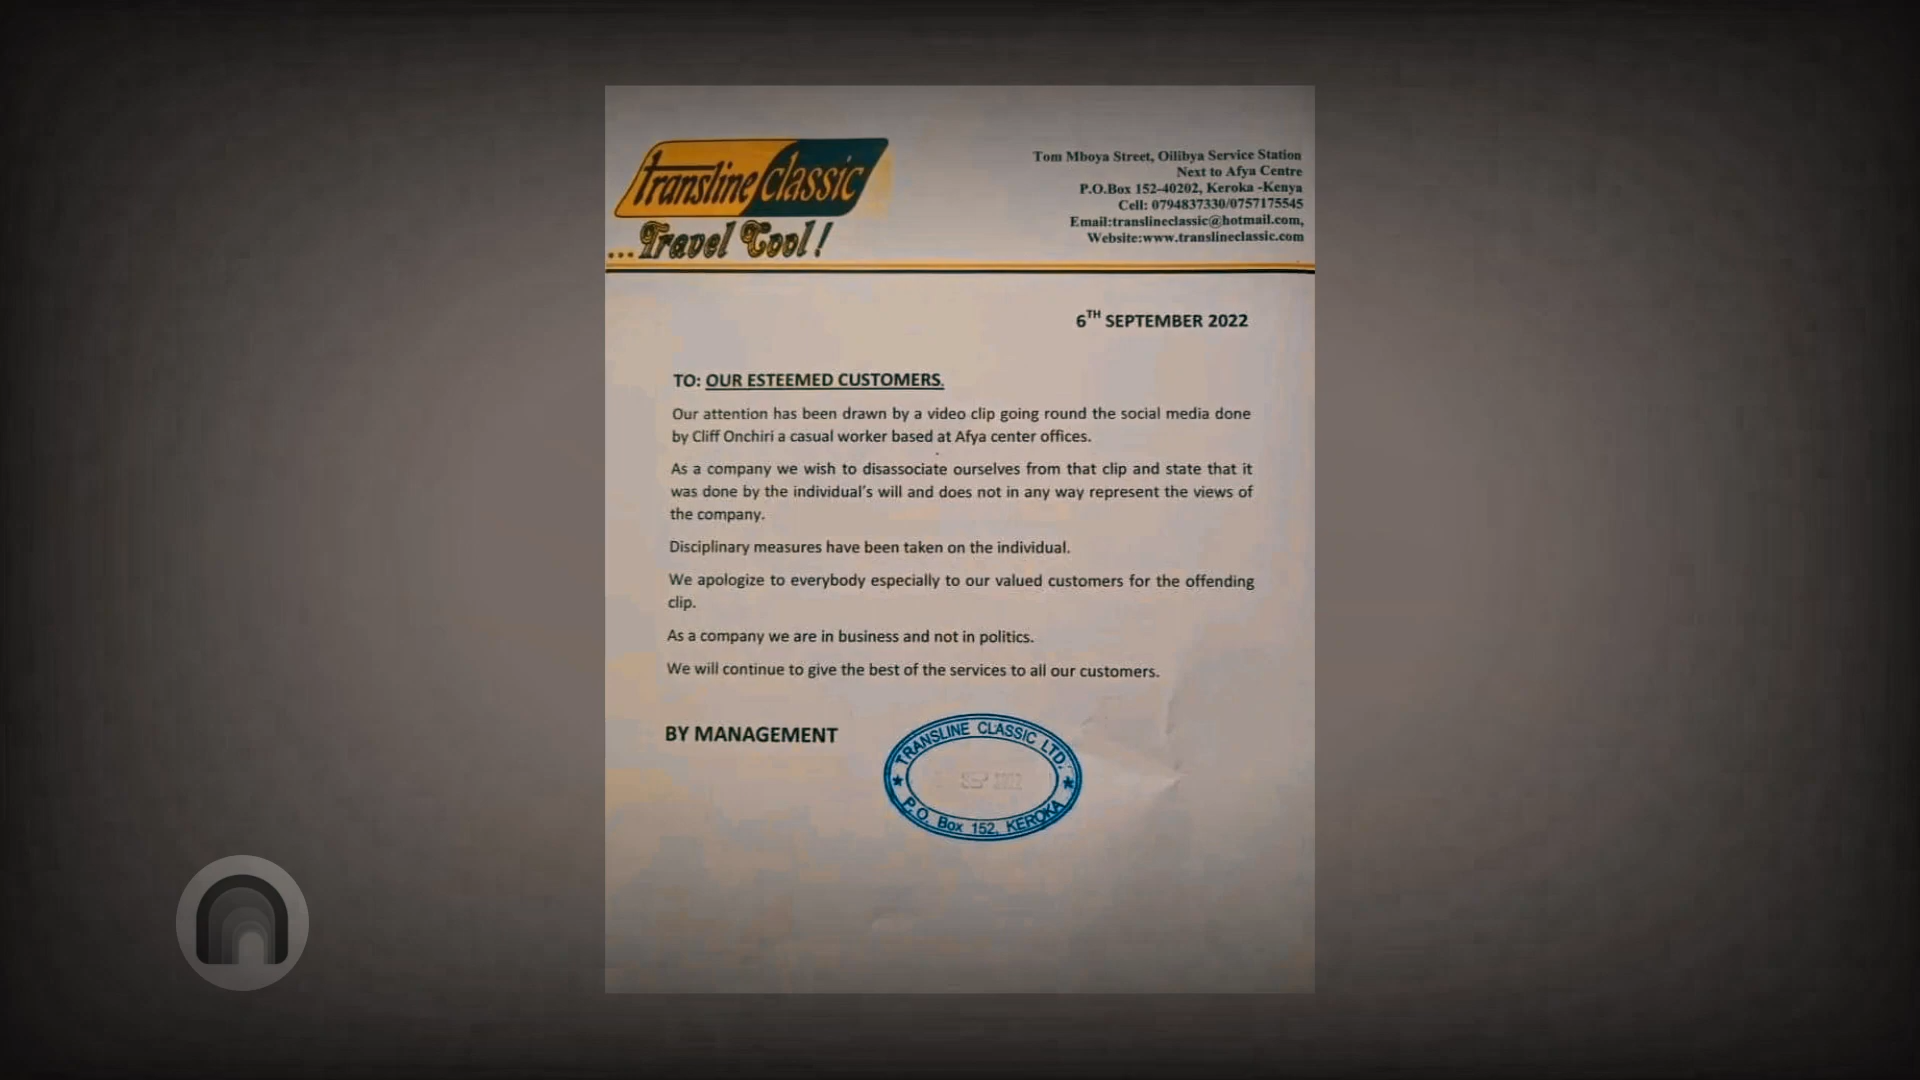 transline classic
...Travel Cool!
Tom Mboya Street, Oilibya Service Station
Next to Afya Centre
P.O.Box 152-40202, Keroka -Kenya
Cell: 0794837330/0757175545
Email:translineclassic@hotmail.com,
Website:www.translineclassic.com
6TH SEPTEMBER 2022
TO: OUR ESTEEMED CUSTOMERS.
Our attention has been drawn by a video clip going round the social media done
by Cliff Onchiri a casual worker based at Afya center offices.
As a company we wish to disassociate ourselves from that clip and state that it
was done by the individual's will and does not in any way represent the views of
the company.
Disciplinary measures have been taken on the individual.
We apologize to everybody especially to our valued customers for the offending
clip.
As a company we are in business and not in politics.
We will continue to give the best of the services to all our customers.
BY MANAGEMENT
TRANSLINE CLASSIC LTD.
SEP 2022
P.O. Box 152, KEROKA